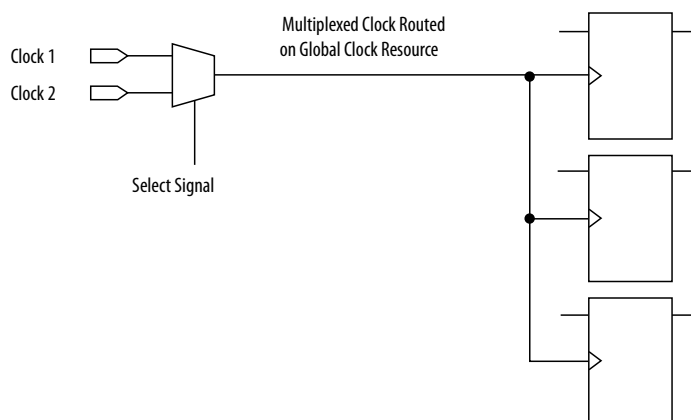 Multiplexed Clock Routed
on Global Clock Resource
Clock 1
Clock 2
Select Signal